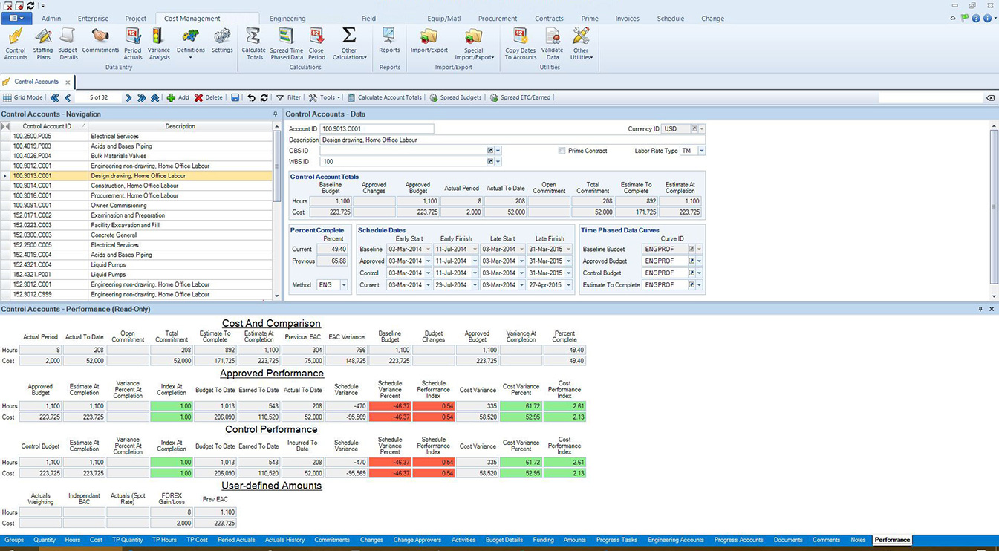 Admin Enterprise Project Cost Management Engineering Field Equip/Matl Procurement Contracts Prime Invoices Schedule Change
Control Accounts Staffing Plans Budget Details Commitments Period Actuals Variance Analysis Definitions Settings Calculate Totals Spread Time Phased Data Close Period Other Calculations Reports Import/Export Special Import/Export Copy Dates To Accounts Validate Data Other Utilities
Data Entry Calculations Reports Import/Export Utilities
Control Accounts
Grid Mode 5 of 32 Add Delete Filter Tools Calculate Account Totals Spread Budgets Spread ETC/Earned
Control Accounts - Navigation
Control Account ID Description
100.2500.P005 Electrical Services
100.4019.P003 Acids and Bases Piping
100.4026.P004 Bulk Materials Valves
100.9012.C001 Engineering non-drawing, Home Office Labour
100.9013.C001 Design drawing, Home Office Labour
100.9014.C001 Construction, Home Office Labour
100.9016.C001 Procurement, Home Office Labour
100.9091.C001 Owner Commisioning
152.0171.C002 Examination and Preparation
152.0223.C003 Facility Excavation and Fill
152.0300.C003 Concrete General
152.2500.C005 Electrical Services
152.4019.C004 Acids and Bases Piping
152.4321.C004 Liquid Pumps
152.4321.P001 Liquid Pumps
152.9012.C001 Engineering non-drawing, Home Office Labour
152.9012.C999 Engineering non-drawing, Home Office Labour
Control Accounts - Data
Account ID 100.9013.C001 Currency ID USD
Description Design drawing, Home Office Labour
OBS ID Prime Contract Labor Rate Type TM
WBS ID 100
Control Account Totals
Baseline Budget Approved Changes Approved Budget Actual Period Actual To Date Open Commitment Total Commitment Estimate To Complete Estimate At Completion
Hours 1,100 1,100 8 208 208 892 1,100
Cost 223,725 223,725 2,000 52,000 52,000 171,725 223,725
Percent Complete
Percent
Current 49.40
Previous 65.88
Method ENG
Schedule Dates
Early Start Early Finish Late Start Late Finish
Baseline 03-Mar-2014 11-Jul-2014 03-Mar-2014 31-Mar-2015
Approved 03-Mar-2014 11-Jul-2014 03-Mar-2014 31-Mar-2015
Control 03-Mar-2014 11-Jul-2014 03-Mar-2014 31-Mar-2015
Current 03-Mar-2014 29-Jul-2014 03-Mar-2014 27-Apr-2015
Time Phased Data Curves
Curve ID
Baseline Budget ENGPROF
Approved Budget ENGPROF
Control Budget ENGPROF
Estimate To Complete ENGPROF
Control Accounts - Performance (Read-Only)
Cost And Comparison
Actual Period Actual To Date Open Commitment Total Commitment Estimate To Complete Estimate At Completion Previous EAC EAC Variance Baseline Budget Budget Changes Approved Budget Variance At Completion Percent Complete
Hours 8 208 208 892 1,100 304 796 1,100 1,100 49.40
Cost 2,000 52,000 52,000 171,725 223,725 75,000 148,725 223,725 223,725 49.40
Approved Performance
Approved Budget Estimate At Completion Variance Percent At Completion Index At Completion Budget To Date Earned To Date Actual To Date Schedule Variance Schedule Variance Percent Schedule Performance Index Cost Variance Cost Variance Percent Cost Performance Index
Hours 1,100 1,100 1.00 1,013 543 208 -470 -46.37 0.54 335 61.72 2.61
Cost 223,725 223,725 1.00 206,090 110,520 52,000 -95,569 -46.37 0.54 58,520 52.95 2.13
Control Performance
Control Budget Estimate At Completion Variance Percent At Completion Index At Completion Budget To Date Earned To Date Incurred To Date Schedule Variance Schedule Variance Percent Schedule Performance Index Cost Variance Cost Variance Percent Cost Performance Index
Hours 1,100 1,100 1.00 1,013 543 208 -470 -46.37 0.54 335 61.72 2.61
Cost 223,725 223,725 1.00 206,090 110,520 52,000 -95,569 -46.37 0.54 58,520 52.95 2.13
User-defined Amounts
Actuals Weighting Independant EAC Actuals (Spot Rate) FOREX Gain/Loss Prev EAC
Hours 8 1,100
Cost 2,000 223,725
Groups Quantity Hours Cost TP Quantity TP Hours TP Cost Period Actuals Actuals History Commitments Changes Change Approvers Activities Budget Details Funding Amounts Progress Tasks Engineering Accounts Progress Accounts Documents Comments Notes Performance